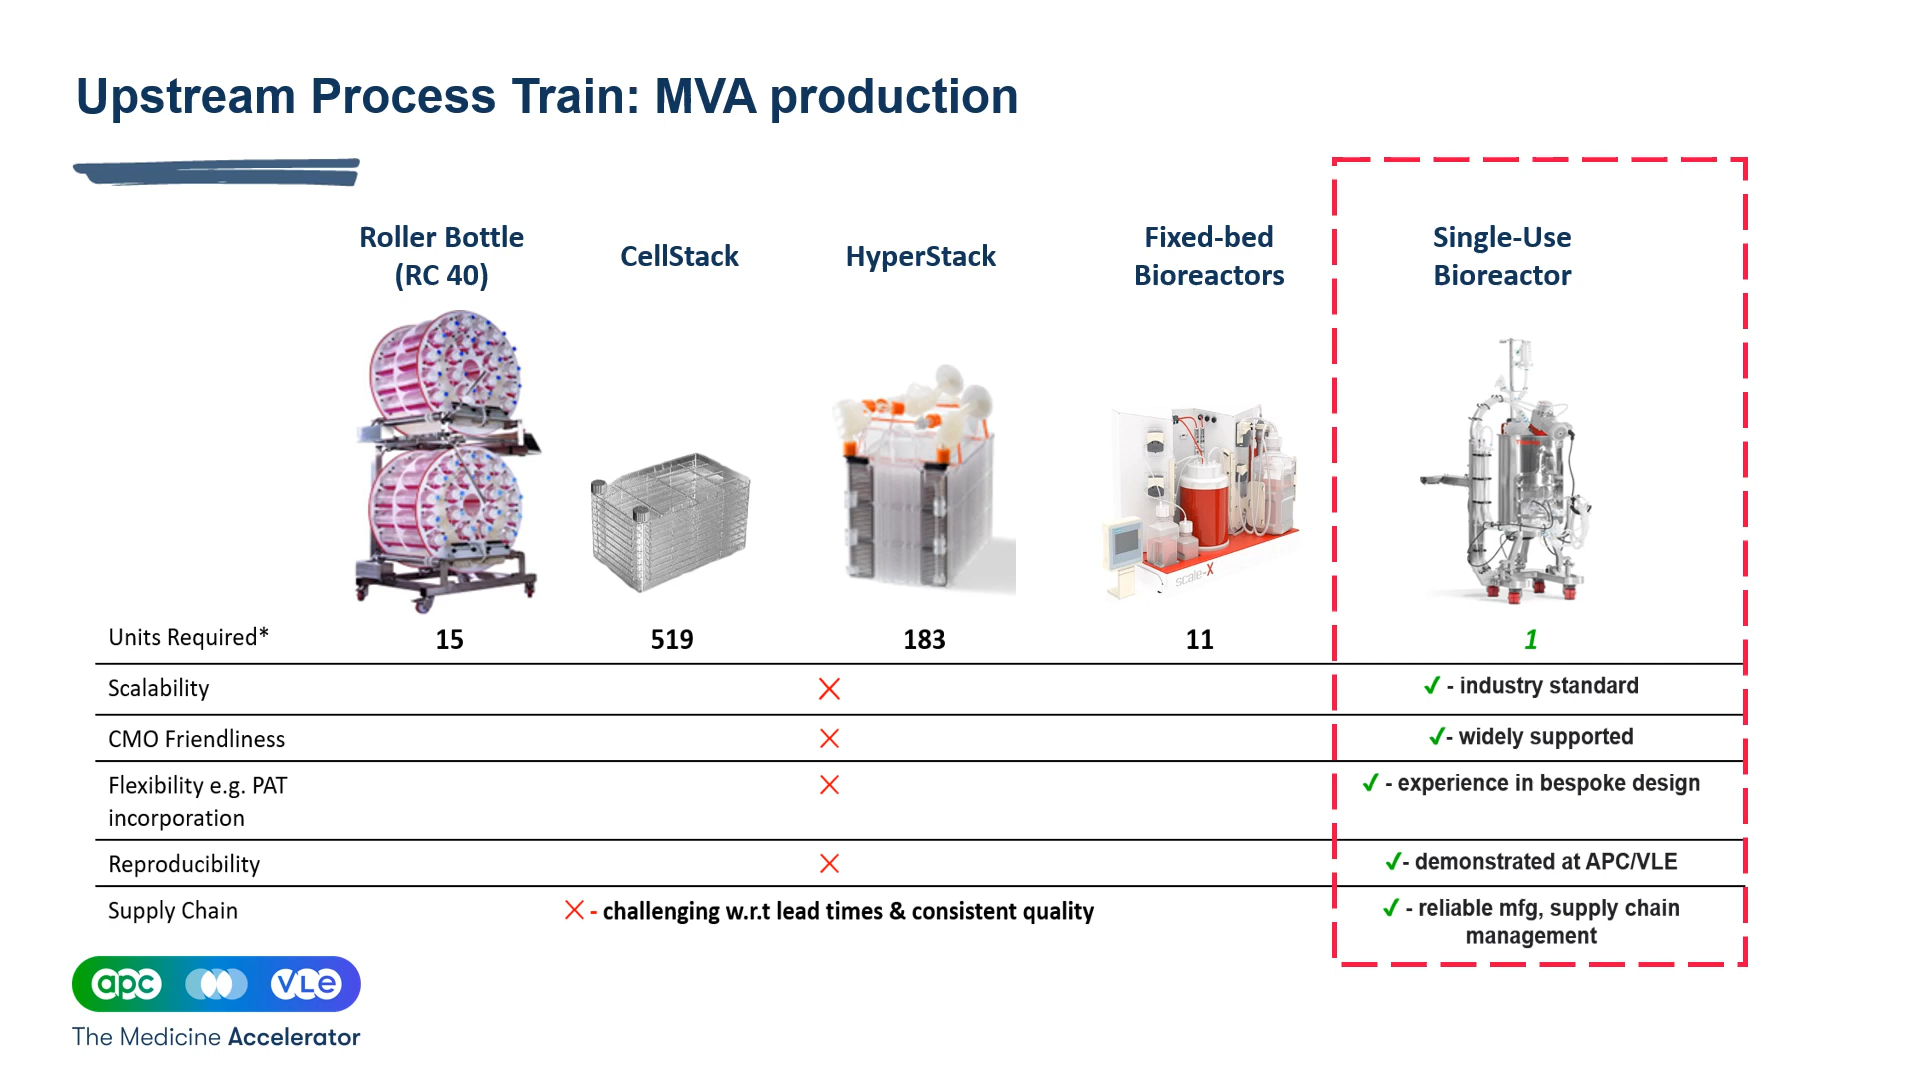 Upstream Process Train: MVA production
Roller Bottle
(RC 40)
CellStack
HyperStack
Fixed-bed
Bioreactors
Single-Use
Bioreactor
scale-X
Units Required*
15
519
183
11
1
Scalability
✓ - industry standard
CMO Friendliness
✓- widely supported
Flexibility e.g. PAT
incorporation
✓ - experience in bespoke design
Reproducibility
✓- demonstrated at APC/VLE
Supply Chain
✕ - challenging w.r.t lead times & consistent quality
✓ - reliable mfg, supply chain
management
apc VLe
The Medicine Accelerator